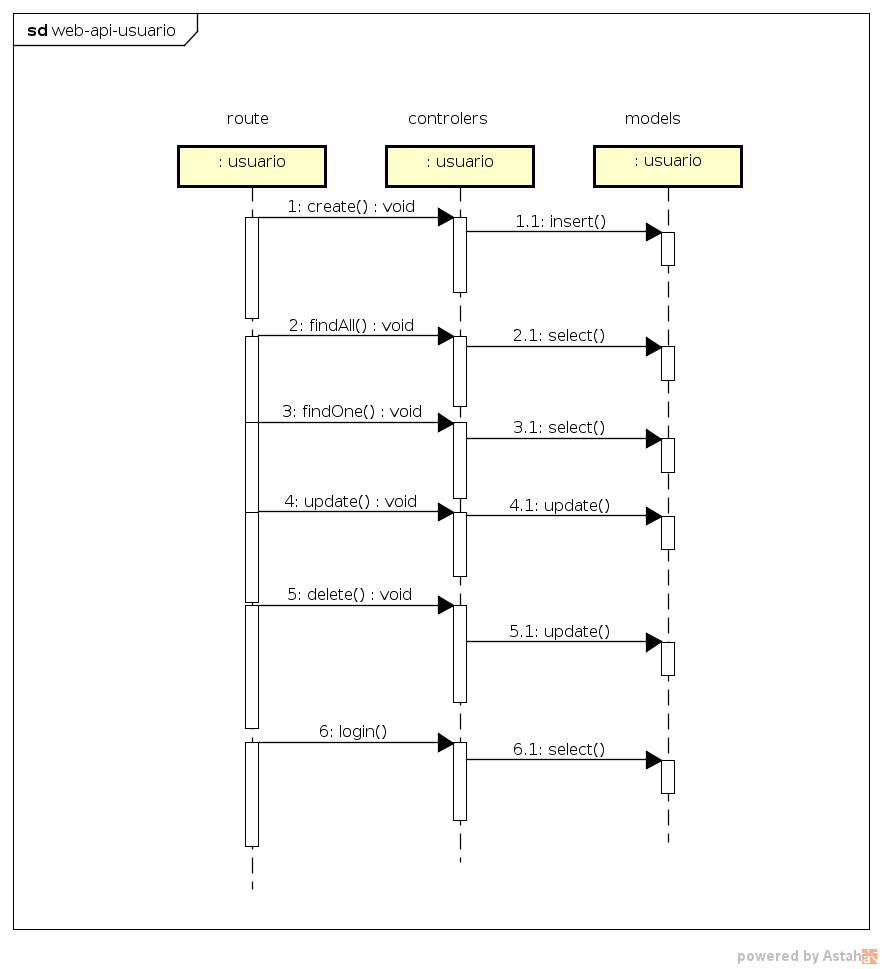 sd web-api-usuario
route controlers models
: usuario : usuario : usuario
1: create() : void
1.1: insert()
2: findAll() : void
2.1: select()
3: findOne() : void
3.1: select()
4: update() : void
4.1: update()
5: delete() : void
5.1: update()
6: login()
6.1: select()
powered by Astah